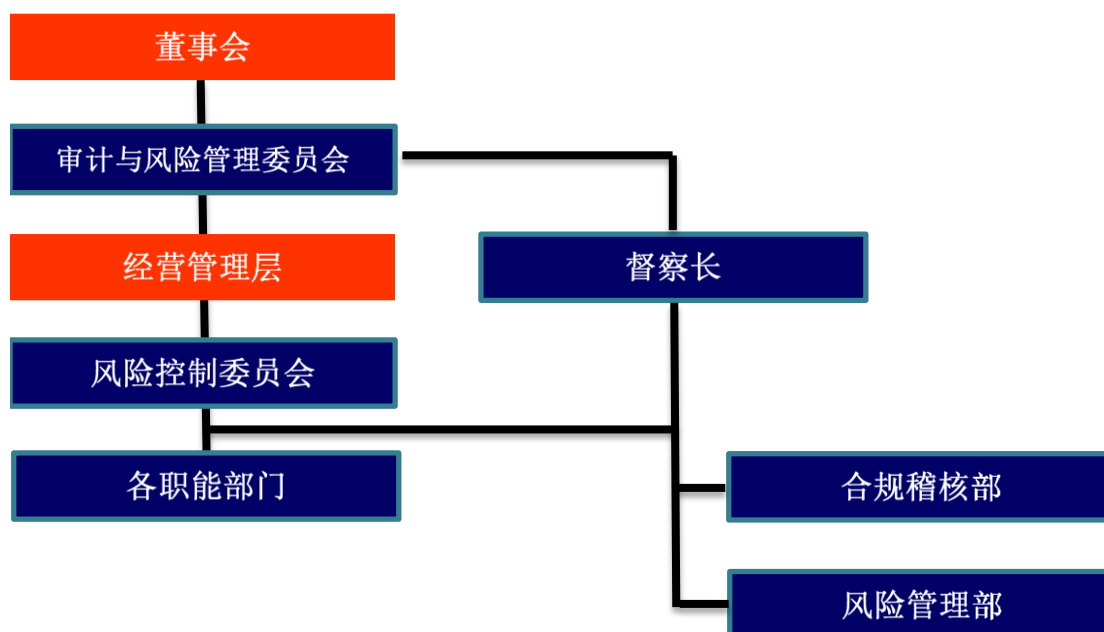 董事会
审计与风险管理委员会
经营管理层
督察长
风险控制委员会
各职能部门
合规稽核部
风险管理部